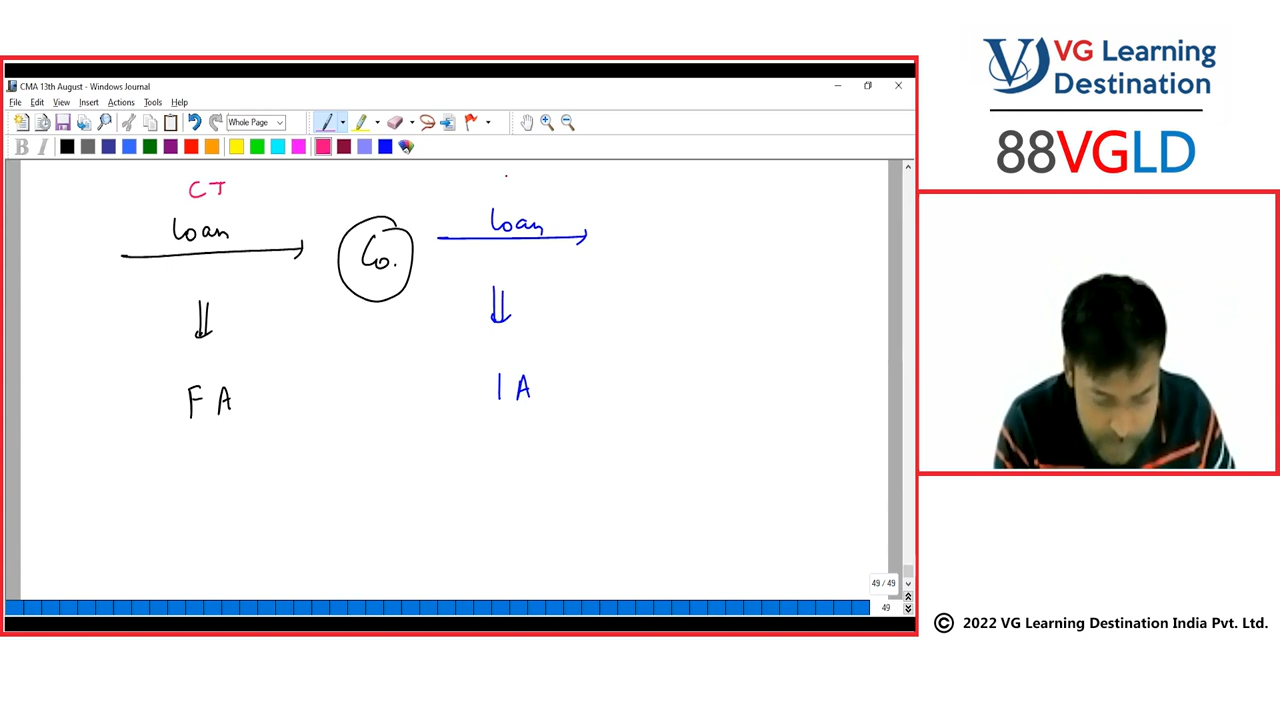 CMA 13th August - Windows Journal
File Edit View Insert Actions Tools Help
Whole Page
B I
CT
Loan
Co.
Loan
FA
IA
49 / 49
49
VG Learning
Destination
88VGLD
© 2022 VG Learning Destination India Pvt. Ltd.